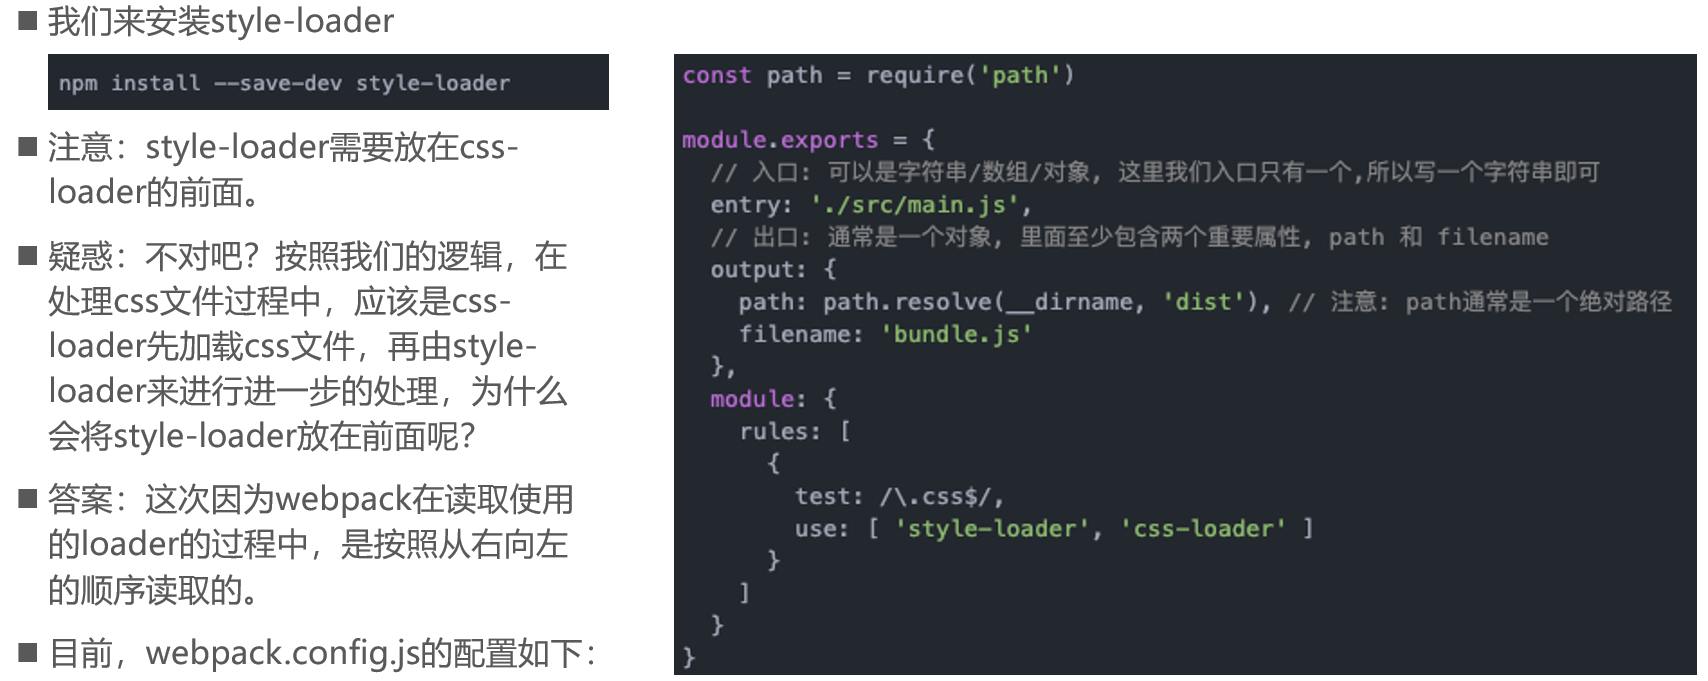 ■ 我们来安装style-loader
npm install --save-dev style-loader
■ 注意：style-loader需要放在css-
loader的前面。
■ 疑惑：不对吧？按照我们的逻辑，在
处理css文件过程中，应该是css-
loader先加载css文件，再由style-
loader来进行进一步的处理，为什么
会将style-loader放在前面呢？
■ 答案：这次因为webpack在读取使用
的loader的过程中，是按照从右向左
的顺序读取的。
■ 目前，webpack.config.js的配置如下：
const path = require('path')
module.exports = {
// 入口: 可以是字符串/数组/对象, 这里我们入口只有一个,所以写一个字符串即可
entry: './src/main.js',
// 出口: 通常是一个对象, 里面至少包含两个重要属性, path 和 filename
output: {
path: path.resolve(__dirname, 'dist'), // 注意: path通常是一个绝对路径
filename: 'bundle.js'
},
module: {
rules: [
{
test: /\.css$/,
use: [ 'style-loader', 'css-loader' ]
}
]
}
}